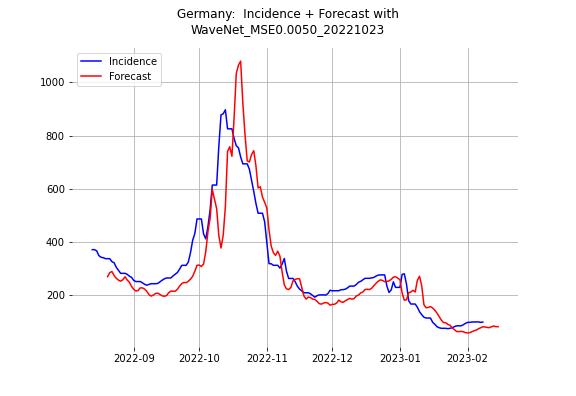 Germany:  Incidence + Forecast with
WaveNet_MSE0.0050_20221023
Incidence
Forecast
1000
800
600
400
200
2022-09 2022-10 2022-11 2022-12 2023-01 2023-02